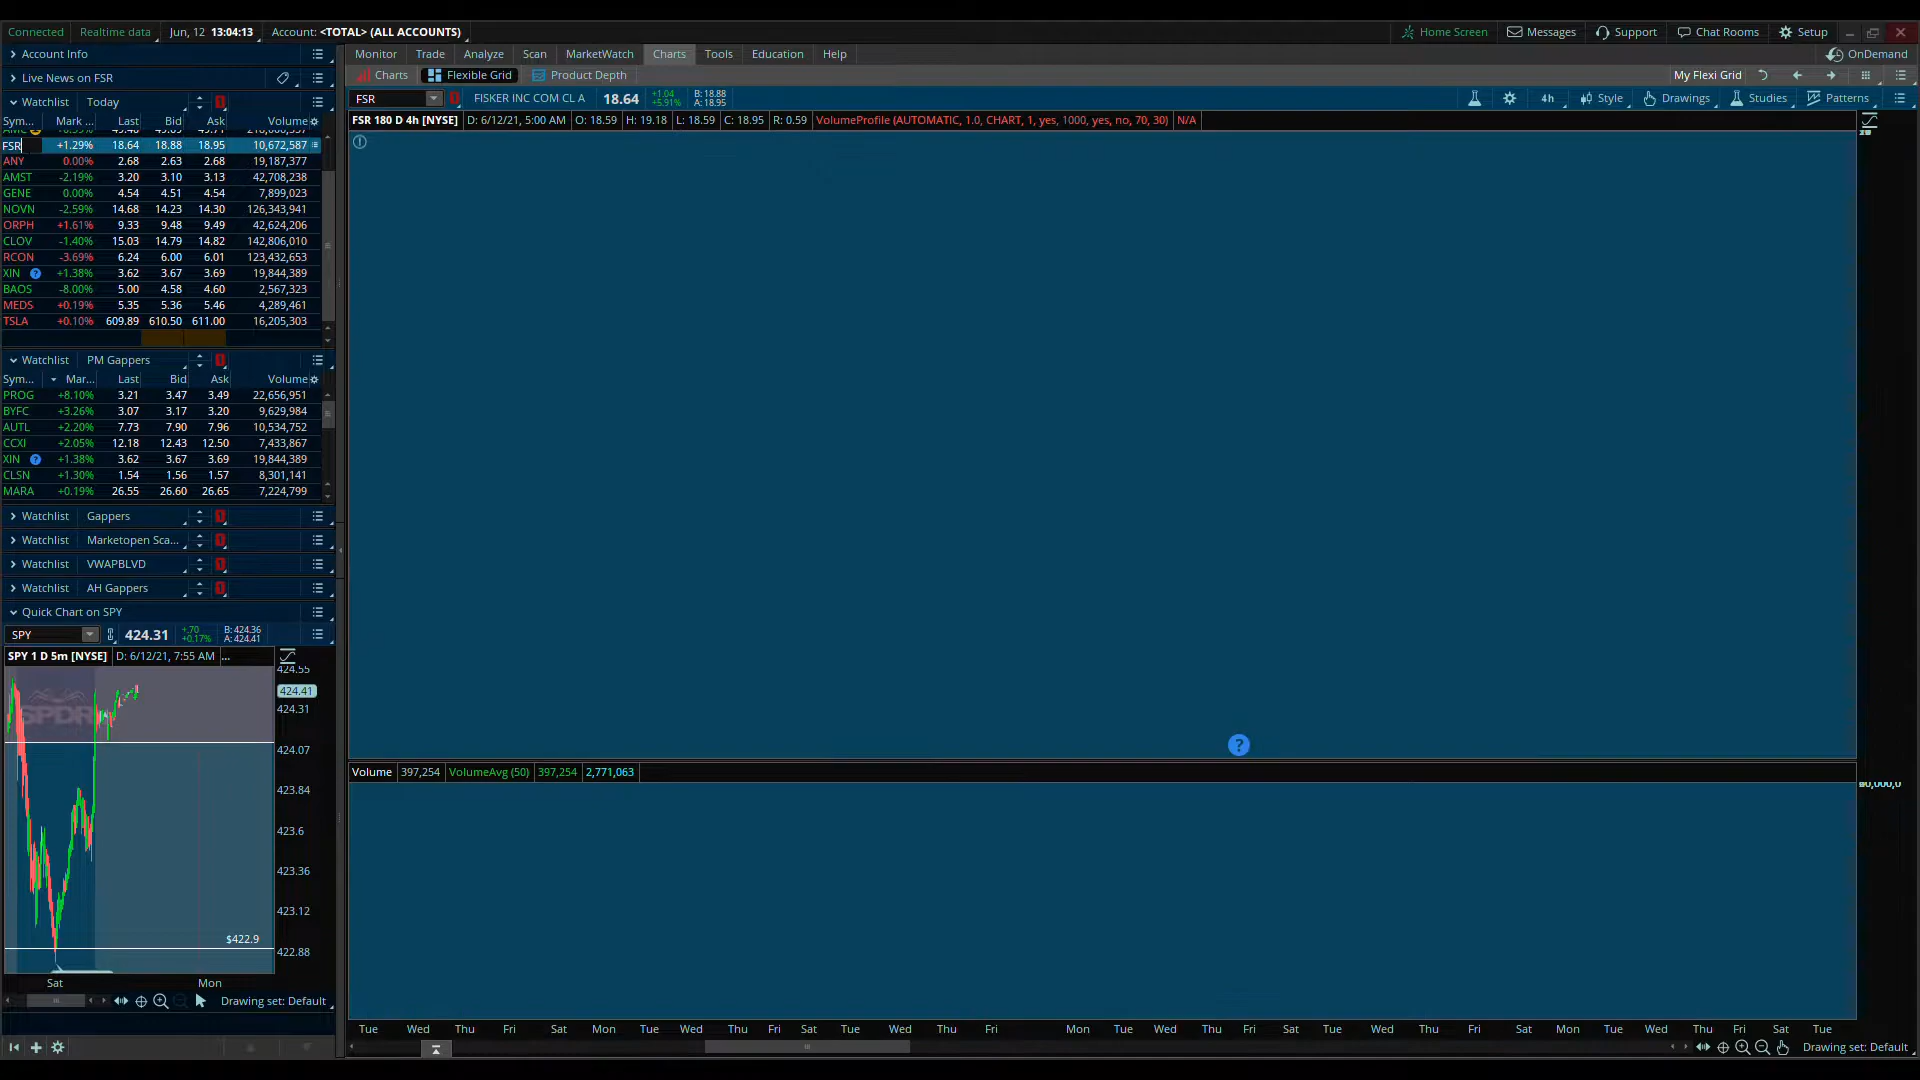 Connected Realtime data Jun, 12 13:04:13 Account: <TOTAL> (ALL ACCOUNTS) Home Screen Messages Support Chat Rooms Setup
Account Info Monitor Trade Analyze Scan MarketWatch Charts Tools Education Help OnDemand
Live News on FSR Charts Flexible Grid Product Depth My Flexi Grid
Watchlist Today FSR FISKER INC COM CL A 18.64 +1.04 +5.91% B: 18.88 A: 18.95 4h Style Drawings Studies Patterns
Sym... Mark ... Last Bid Ask Volume FSR 180 D 4h [NYSE] D: 6/12/21, 5:00 AM O: 18.59 H: 19.18 L: 18.59 C: 18.95 R: 0.59 VolumeProfile (AUTOMATIC, 1.0, CHART, 1, yes, 1000, yes, no, 70, 30) N/A
FSR +1.29% 18.64 18.88 18.95 10,672,587
ANY 0.00% 2.68 2.63 2.68 19,187,377
AMST -2.19% 3.20 3.10 3.13 42,708,238
GENE 0.00% 4.54 4.51 4.54 7,899,023
NOVN -2.59% 14.68 14.23 14.30 126,343,941
ORPH +1.61% 9.33 9.48 9.49 42,624,206
CLOV -1.40% 15.03 14.79 14.82 142,806,010
RCON -3.69% 6.24 6.00 6.01 123,432,653
XIN ? +1.38% 3.62 3.67 3.69 19,844,389
BAOS -8.00% 5.00 4.58 4.60 2,567,323
MEDS +0.19% 5.35 5.36 5.46 4,289,461
TSLA +0.10% 609.89 610.50 611.00 16,205,303
Watchlist PM Gappers
Sym... Mar... Last Bid Ask Volume
PROG +8.10% 3.21 3.47 3.49 22,656,951
BYFC +3.26% 3.07 3.17 3.20 9,629,984
AUTL +2.20% 7.73 7.90 7.96 10,534,752
CCXI +2.05% 12.18 12.43 12.50 7,433,867
XIN ? +1.38% 3.62 3.67 3.69 19,844,389
CLSN +1.30% 1.54 1.56 1.57 8,301,141
MARA +0.19% 26.55 26.60 26.65 7,224,799
Watchlist Gappers
Watchlist Marketopen Sca...
Watchlist VWAPBLVD
Watchlist AH Gappers
Quick Chart on SPY
SPY 424.31 +.70 +0.17% B: 424.36 A: 424.41
SPY 1 D 5m [NYSE] D: 6/12/21, 7:55 AM ...
424.55
424.41
424.31
SPDR
424.07
?
Volume 397,254 VolumeAvg (50) 397,254 2,771,063
423.84
423.6
423.36
423.12
$422.9
422.88
Sat Mon
Drawing set: Default
Tue Wed Thu Fri Sat Mon Tue Wed Thu Fri Sat Tue Wed Thu Fri Mon Tue Wed Thu Fri Sat Tue Wed Thu Fri Sat Mon Tue Wed Thu Fri Sat Tue
Drawing set: Default